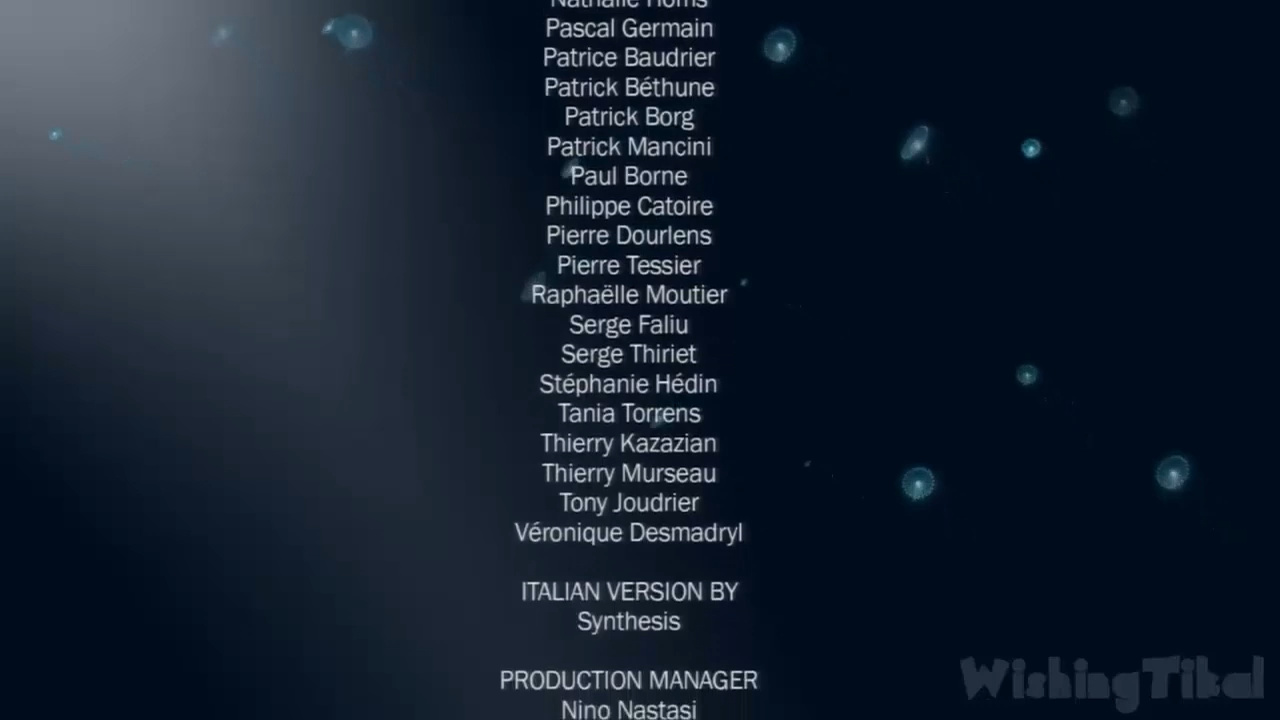 Nathalie Homs
Pascal Germain
Patrice Baudrier
Patrick Béthune
Patrick Borg
Patrick Mancini
Paul Borne
Philippe Catoire
Pierre Dourlens
Pierre Tessier
Raphaëlle Moutier
Serge Faliu
Serge Thiriet
Stéphanie Hédin
Tania Torrens
Thierry Kazazian
Thierry Murseau
Tony Joudrier
Véronique Desmadryl
ITALIAN VERSION BY
Synthesis
PRODUCTION MANAGER
Nino Nastasi
WishingTikal